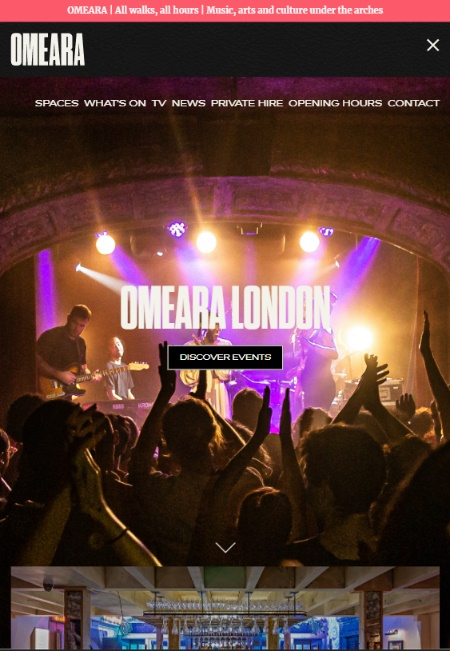 OMEARA | All walks, all hours | Music, arts and culture under the arches
OMEARA
SPACES WHAT'S ON TV NEWS PRIVATE HIRE OPENING HOURS CONTACT
OMEARA LONDON
DISCOVER EVENTS